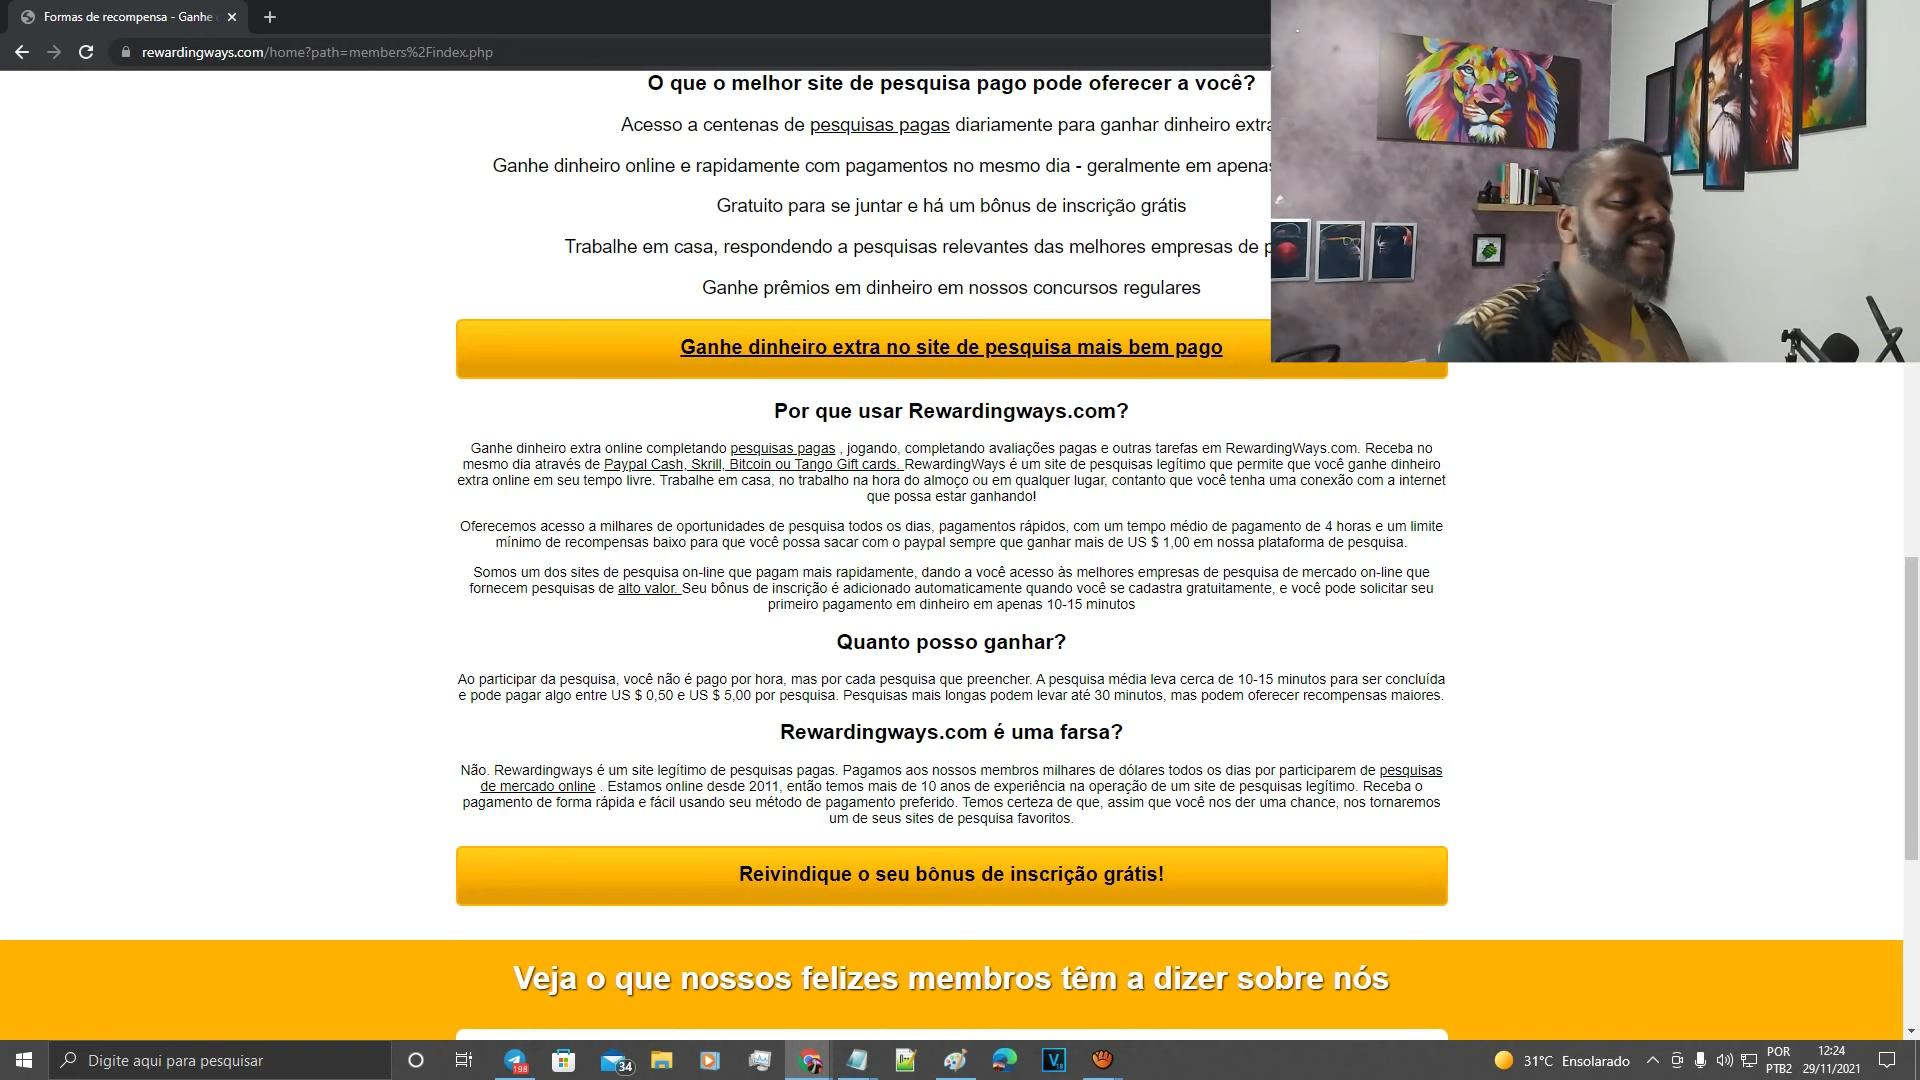 Formas de recompensa - Ganhe
rewardingways.com/home?path=members%2Findex.php
O que o melhor site de pesquisa pago pode oferecer a você?
Acesso a centenas de pesquisas pagas diariamente para ganhar dinheiro extra
Ganhe dinheiro online e rapidamente com pagamentos no mesmo dia - geralmente em apenas
Gratuito para se juntar e há um bônus de inscrição grátis
Trabalhe em casa, respondendo a pesquisas relevantes das melhores empresas de p
Ganhe prêmios em dinheiro em nossos concursos regulares
Ganhe dinheiro extra no site de pesquisa mais bem pago
Por que usar Rewardingways.com?
Ganhe dinheiro extra online completando pesquisas pagas , jogando, completando avaliações pagas e outras tarefas em RewardingWays.com. Receba no
mesmo dia através de Paypal Cash, Skrill, Bitcoin ou Tango Gift cards. RewardingWays é um site de pesquisas legítimo que permite que você ganhe dinheiro
extra online em seu tempo livre. Trabalhe em casa, no trabalho na hora do almoço ou em qualquer lugar, contanto que você tenha uma conexão com a internet
que possa estar ganhando!
Oferecemos acesso a milhares de oportunidades de pesquisa todos os dias, pagamentos rápidos, com um tempo médio de pagamento de 4 horas e um limite
mínimo de recompensas baixo para que você possa sacar com o paypal sempre que ganhar mais de US $ 1,00 em nossa plataforma de pesquisa.
Somos um dos sites de pesquisa on-line que pagam mais rapidamente, dando a você acesso às melhores empresas de pesquisa de mercado on-line que
fornecem pesquisas de alto valor. Seu bônus de inscrição é adicionado automaticamente quando você se cadastra gratuitamente, e você pode solicitar seu
primeiro pagamento em dinheiro em apenas 10-15 minutos
Quanto posso ganhar?
Ao participar da pesquisa, você não é pago por hora, mas por cada pesquisa que preencher. A pesquisa média leva cerca de 10-15 minutos para ser concluída
e pode pagar algo entre US $ 0,50 e US $ 5,00 por pesquisa. Pesquisas mais longas podem levar até 30 minutos, mas podem oferecer recompensas maiores.
Rewardingways.com é uma farsa?
Não. Rewardingways é um site legítimo de pesquisas pagas. Pagamos aos nossos membros milhares de dólares todos os dias por participarem de pesquisas
de mercado online . Estamos online desde 2011, então temos mais de 10 anos de experiência na operação de um site de pesquisas legítimo. Receba o
pagamento de forma rápida e fácil usando seu método de pagamento preferido. Temos certeza de que, assim que você nos der uma chance, nos tornaremos
um de seus sites de pesquisa favoritos.
Reivindique o seu bônus de inscrição grátis!
Veja o que nossos felizes membros têm a dizer sobre nós
Digite aqui para pesquisar
198
34
V
31°C Ensolarado
POR
PTB2
12:24
29/11/2021